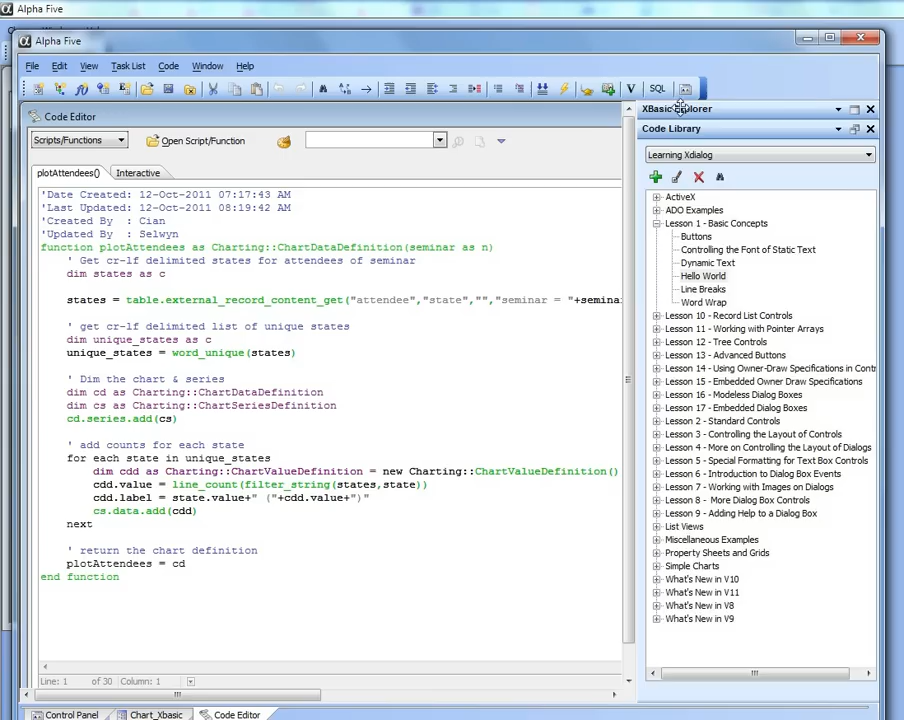 Alpha Five
Alpha Five
File Edit View Task List Code Window Help
V SQL
Code Editor
Scripts/Functions
Open Script/Function
plotAttendees()
Interactive
'Date Created: 12-Oct-2011 07:17:43 AM
'Last Updated: 12-Oct-2011 08:19:42 AM
'Created By  : Cian
'Updated By  : Selwyn
function plotAttendees as Charting::ChartDataDefinition(seminar as n)
' Get cr-lf delimited states for attendees of seminar
dim states as c
states = table.external_record_content_get("attendee","state","","seminar = "+semina
' get cr-lf delimited list of unique states
dim unique_states as c
unique_states = word_unique(states)
' Dim the chart & series
dim cd as Charting::ChartDataDefinition
dim cs as Charting::ChartSeriesDefinition
cd.series.add(cs)
' add counts for each state
for each state in unique_states
dim cdd as Charting::ChartValueDefinition = new Charting::ChartValueDefinition()
cdd.value = line_count(filter_string(states,state))
cdd.label = state.value+" ("+cdd.value+")"
cs.data.add(cdd)
next
' return the chart definition
plotAttendees = cd
end function
Line: 1 of 30 Column: 1
XBasic Explorer
Code Library
Learning Xdialog
ActiveX
ADO Examples
Lesson 1 - Basic Concepts
Buttons
Controlling the Font of Static Text
Dynamic Text
Hello World
Line Breaks
Word Wrap
Lesson 10 - Record List Controls
Lesson 11 - Working with Pointer Arrays
Lesson 12 - Tree Controls
Lesson 13 - Advanced Buttons
Lesson 14 - Using Owner-Draw Specifications in Contr
Lesson 15 - Embedded Owner Draw Specifications
Lesson 16 - Modeless Dialog Boxes
Lesson 17 - Embedded Dialog Boxes
Lesson 2 - Standard Controls
Lesson 3 - Controlling the Layout of Controls
Lesson 4 - More on Controlling the Layout of Dialogs
Lesson 5 - Special Formatting for Text Box Controls
Lesson 6 - Introduction to Dialog Box Events
Lesson 7 - Working with Images on Dialogs
Lesson 8 - More Dialog Box Controls
Lesson 9 - Adding Help to a Dialog Box
List Views
Miscellaneous Examples
Property Sheets and Grids
Simple Charts
What's New in V10
What's New in V11
What's New in V8
What's New in V9
Control Panel
Chart_Xbasic
Code Editor